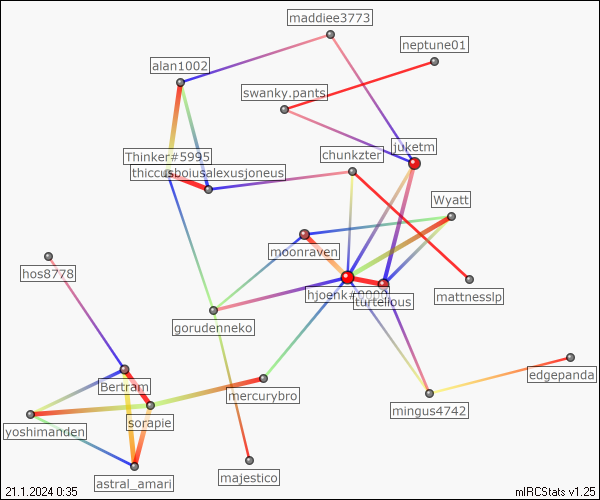 maddiee3773
neptune01
alan1002
swanky.pants
juketm
chunkzter
Thinker#5995
thiccusboiusalexusjoneus
Wyatt
moonraven
hos8778
hjoenk#0000
turtelious
mattnesslp
gorudenneko
edgepanda
Bertram
mercurybro
mingus4742
sorapie
yoshimanden
majestico
astral_amari
21.1.2024 0:35
mIRCStats v1.25